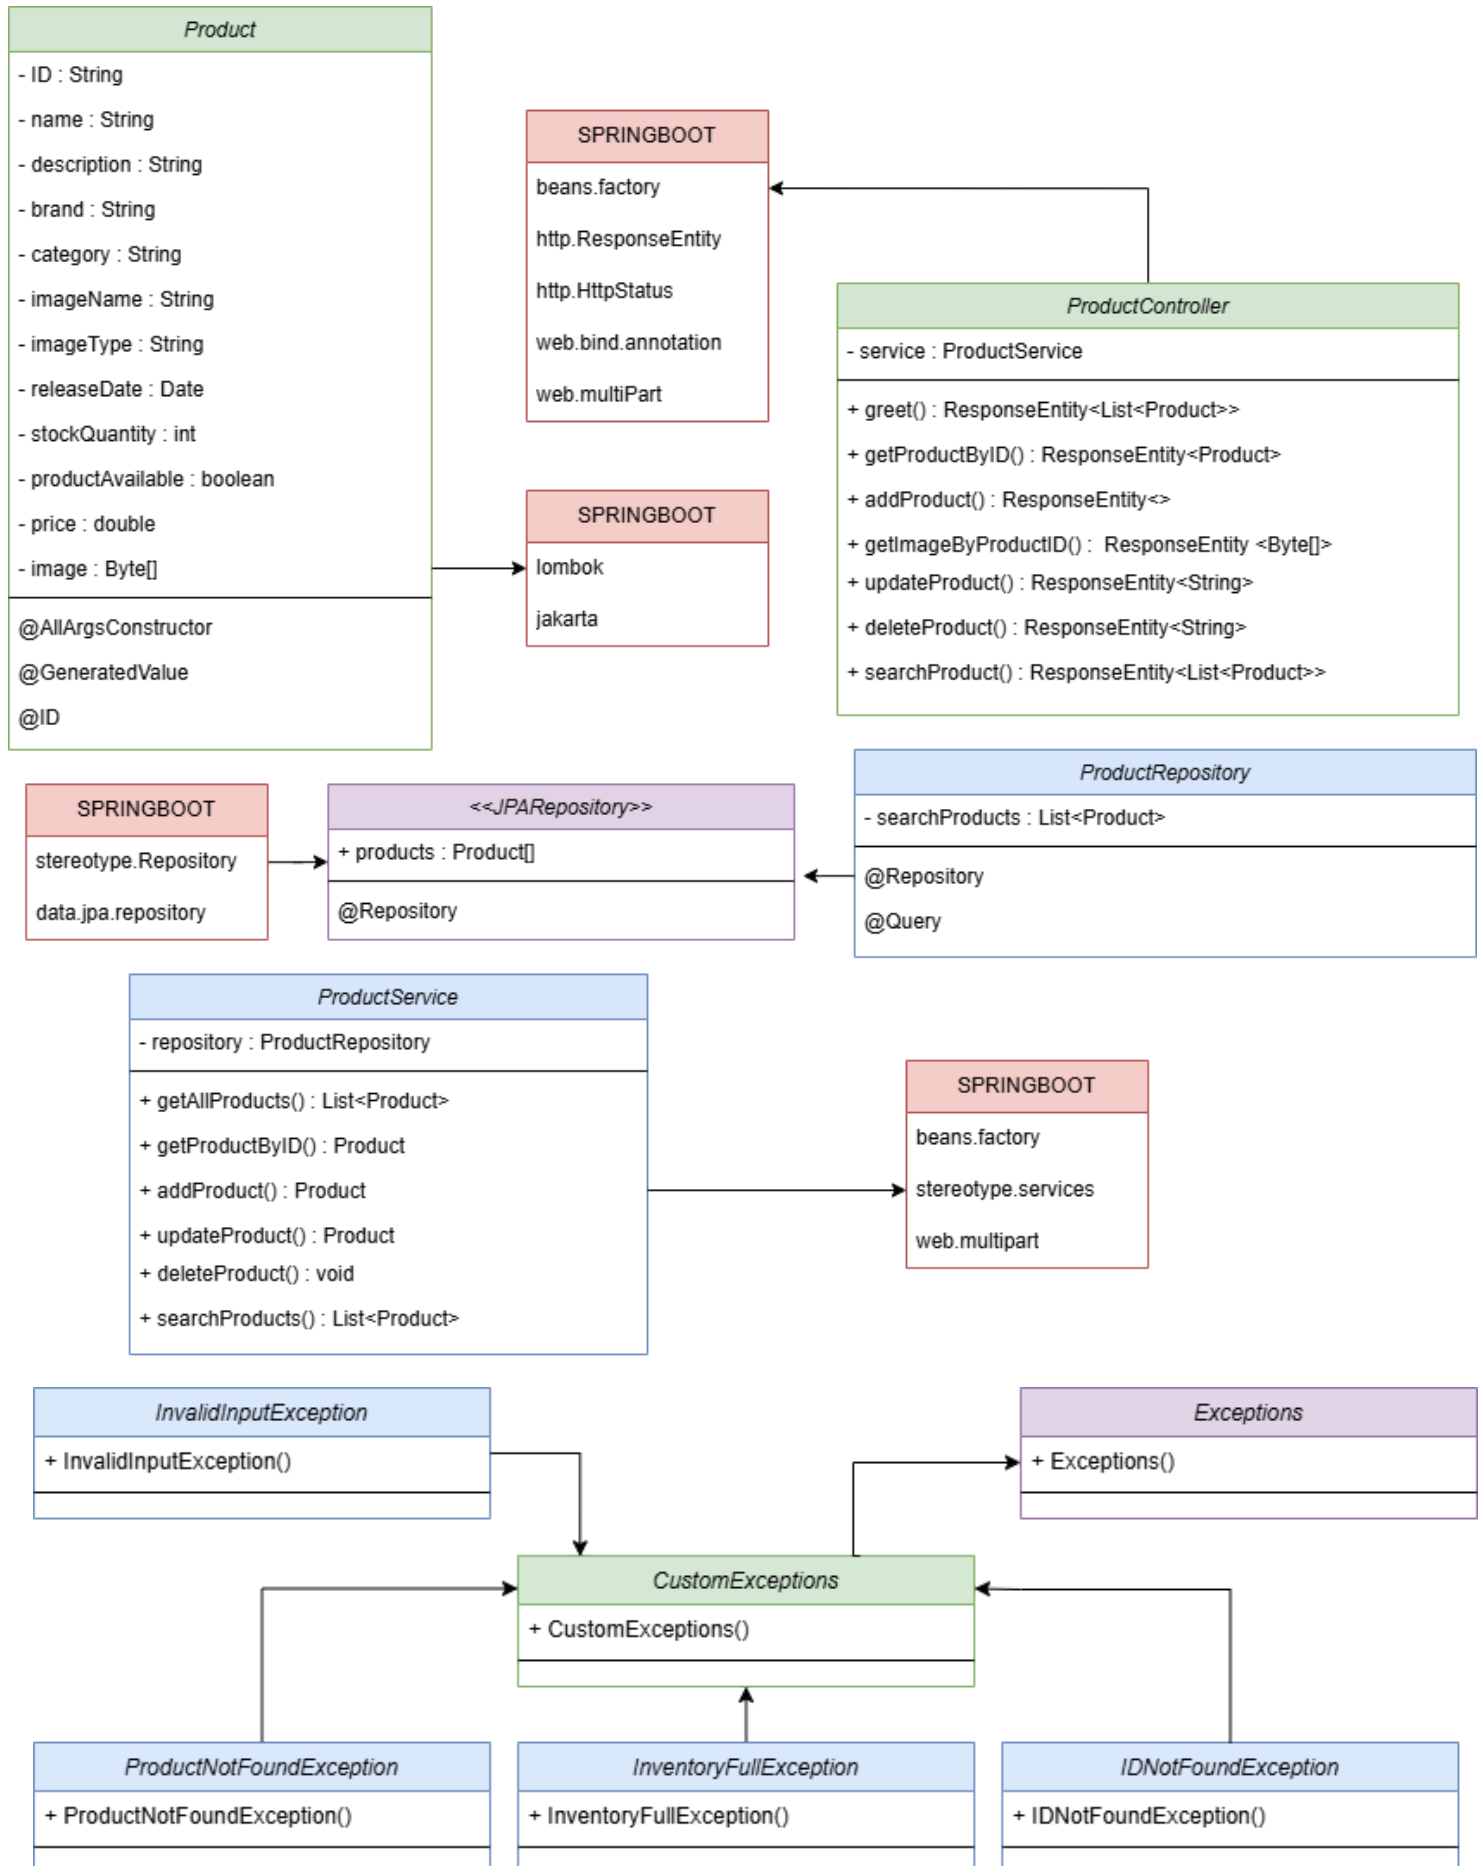 Product
- ID : String
- name : String
- description : String
- brand : String
- category : String
- imageName : String
- imageType : String
- releaseDate : Date
- stockQuantity : int
- productAvailable : boolean
- price : double
- image : Byte[]
@AllArgsConstructor
@GeneratedValue
@ID
SPRINGBOOT
beans.factory
http.ResponseEntity
http.HttpStatus
web.bind.annotation
web.multiPart
SPRINGBOOT
lombok
jakarta
ProductController
- service : ProductService
+ greet() : ResponseEntity<List<Product>>
+ getProductByID() : ResponseEntity<Product>
+ addProduct() : ResponseEntity<>
+ getImageByProductID() : ResponseEntity <Byte[]>
+ updateProduct() : ResponseEntity<String>
+ deleteProduct() : ResponseEntity<String>
+ searchProduct() : ResponseEntity<List<Product>>
SPRINGBOOT
stereotype.Repository
data.jpa.repository
<<JPARepository>>
+ products : Product[]
@Repository
ProductRepository
- searchProducts : List<Product>
@Repository
@Query
ProductService
- repository : ProductRepository
+ getAllProducts() : List<Product>
+ getProductByID() : Product
+ addProduct() : Product
+ updateProduct() : Product
+ deleteProduct() : void
+ searchProducts() : List<Product>
SPRINGBOOT
beans.factory
stereotype.services
web.multipart
InvalidInputException
+ InvalidInputException()
Exceptions
+ Exceptions()
CustomExceptions
+ CustomExceptions()
ProductNotFoundException
+ ProductNotFoundException()
InventoryFullException
+ InventoryFullException()
IDNotFoundException
+ IDNotFoundException()